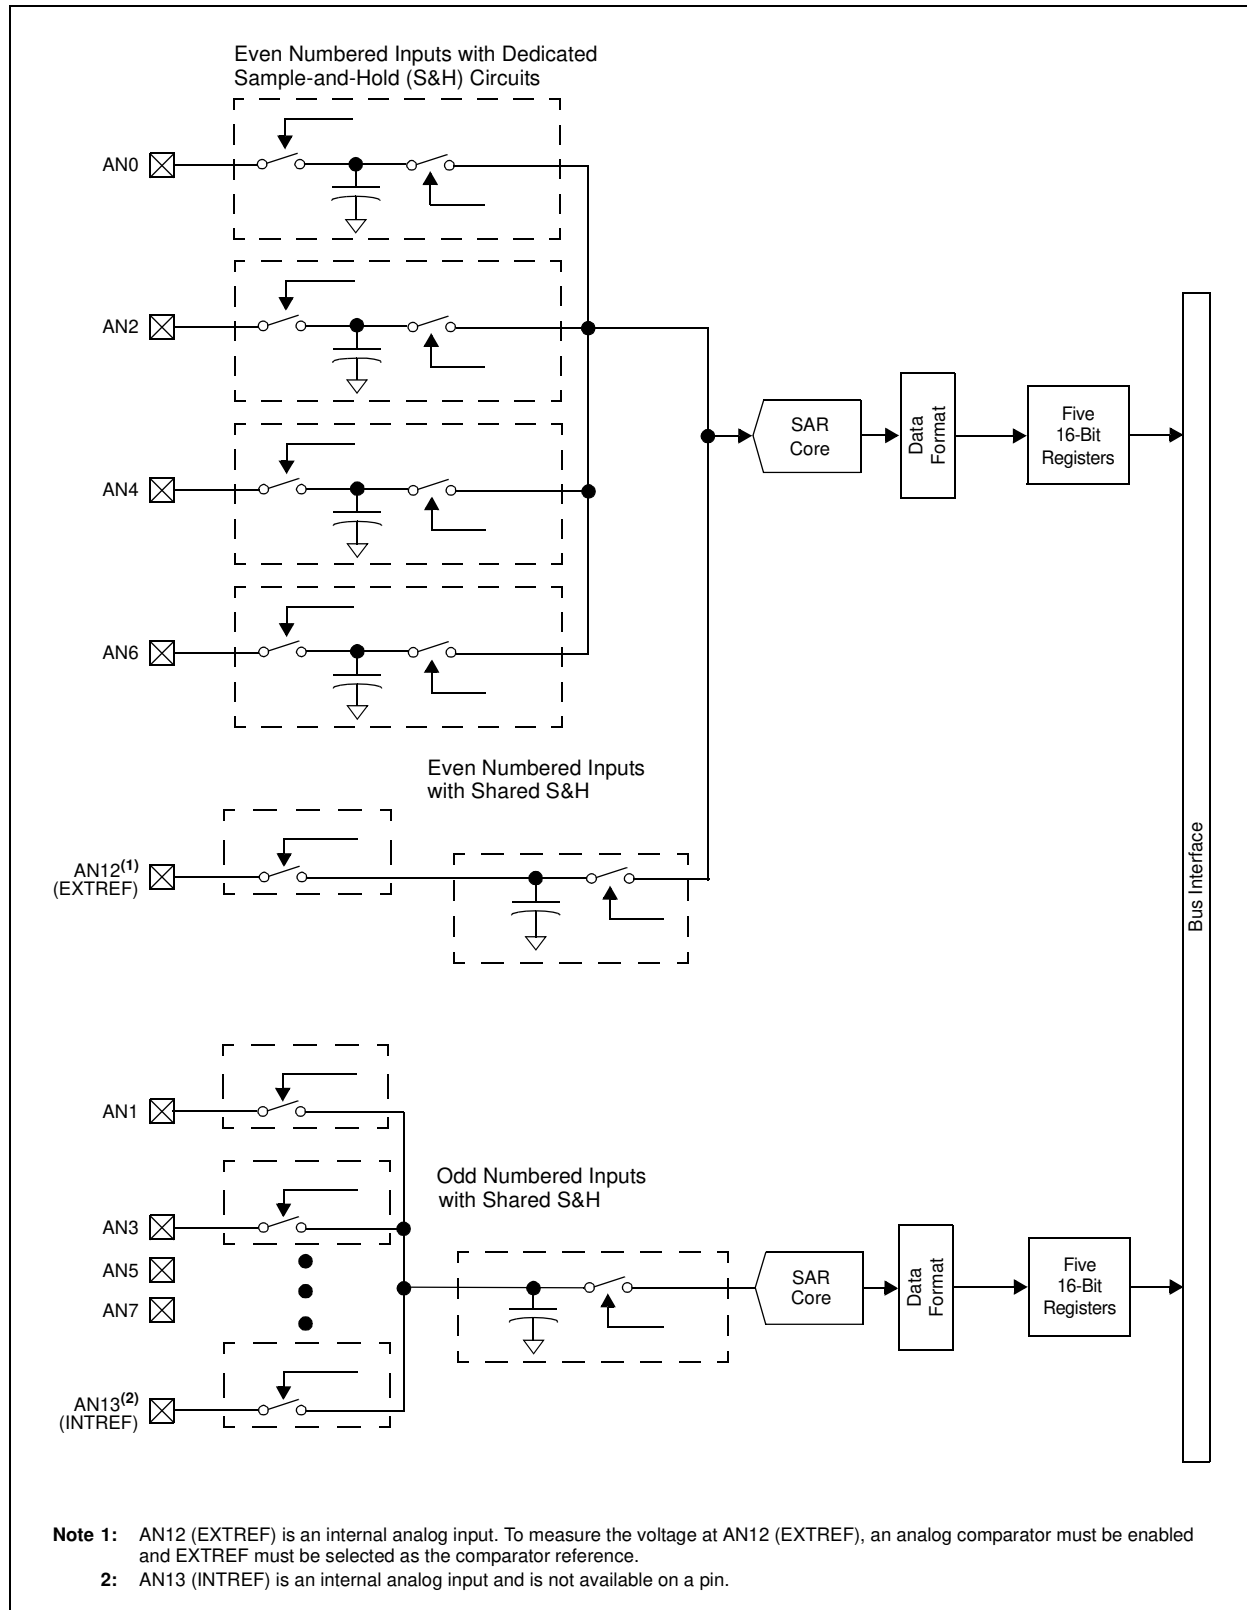 Even Numbered Inputs with Dedicated
Sample-and-Hold (S&H) Circuits
AN0
AN2
AN4
AN6
SAR
Core
Data
Format
Five
16-Bit
Registers
Bus Interface
Even Numbered Inputs
with Shared S&H
AN12(1)
(EXTREF)
AN1
AN3
AN5
AN7
AN13(2)
(INTREF)
Odd Numbered Inputs
with Shared S&H
SAR
Core
Data
Format
Five
16-Bit
Registers
Note 1: AN12 (EXTREF) is an internal analog input. To measure the voltage at AN12 (EXTREF), an analog comparator must be enabled
and EXTREF must be selected as the comparator reference.
2: AN13 (INTREF) is an internal analog input and is not available on a pin.